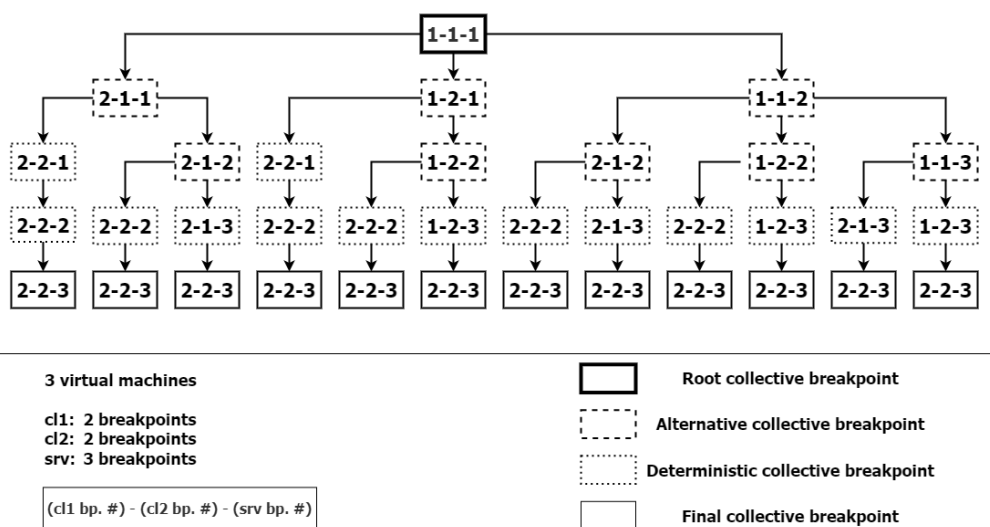 1-1-1
2-1-1 1-2-1 1-1-2
2-2-1 2-1-2 2-2-1 1-2-2 2-1-2 1-2-2 1-1-3
2-2-2 2-2-2 2-1-3 2-2-2 2-2-2 1-2-3 2-2-2 2-1-3 2-2-2 1-2-3 2-1-3 1-2-3
2-2-3 2-2-3 2-2-3 2-2-3 2-2-3 2-2-3 2-2-3 2-2-3 2-2-3 2-2-3 2-2-3 2-2-3
3 virtual machines
cl1: 2 breakpoints
cl2: 2 breakpoints
srv: 3 breakpoints
(cl1 bp. #) - (cl2 bp. #) - (srv bp. #)
Root collective breakpoint
Alternative collective breakpoint
Deterministic collective breakpoint
Final collective breakpoint